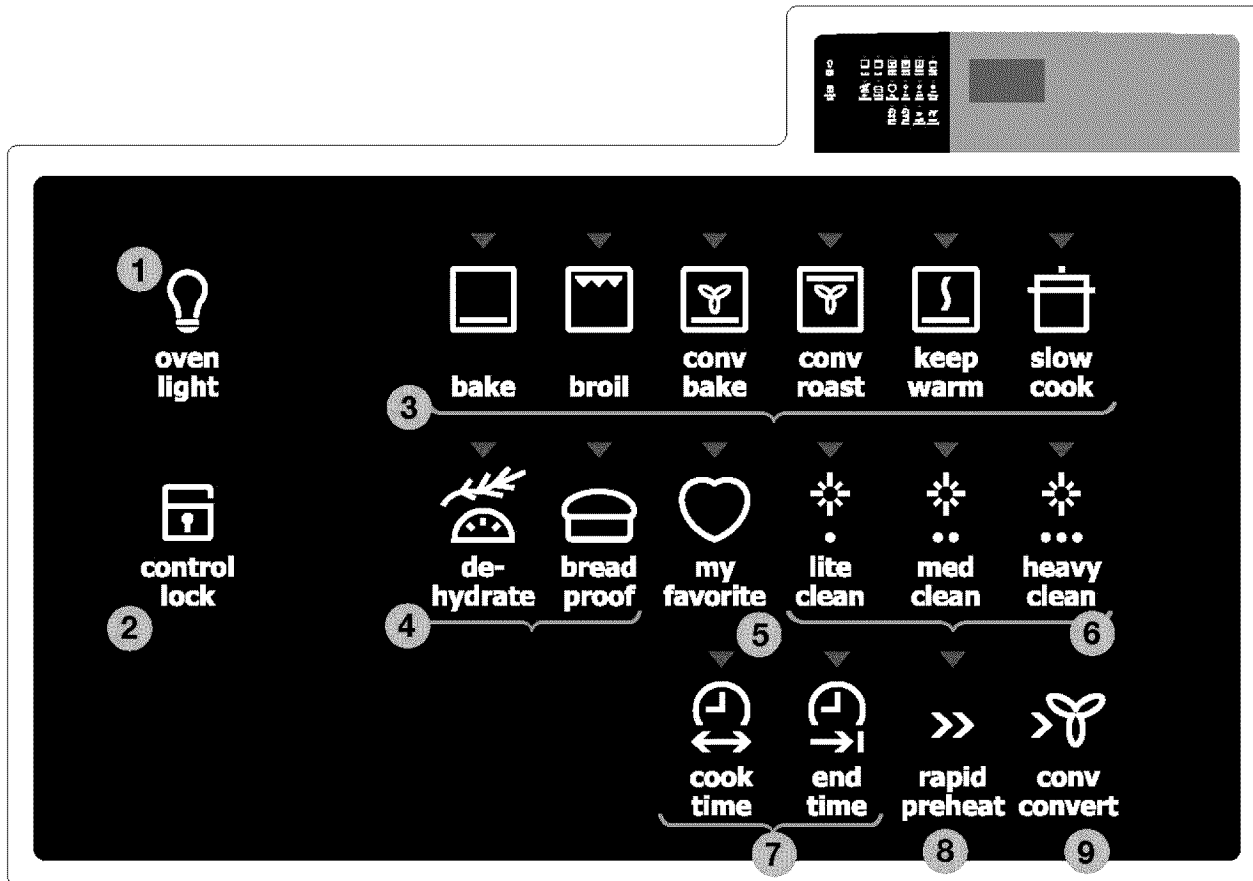 1
oven
light
bake
broil
conv
bake
conv
roast
keep
warm
slow
cook
3
control
lock
2
de-
hydrate
bread
proof
my
favorite
lite
clean
med
clean
heavy
clean
4
5
6
cook
time
end
time
rapid
preheat
conv
convert
7
8
9